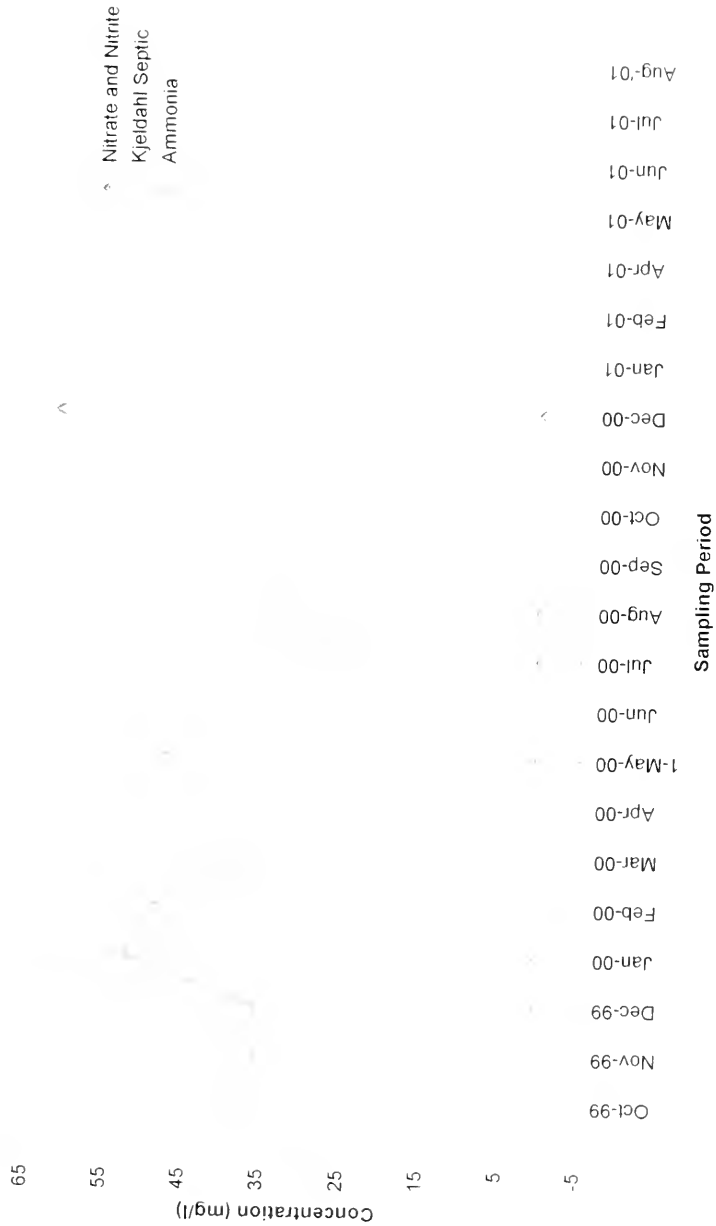 Nitrate and Nitrite
Kjeldahl Septic
Ammonia
65
55
45
35
25
15
5
-5
Concentration (mg/l)
Oct-99
Nov-99
Dec-99
Jan-00
Feb-00
Mar-00
Apr-00
1-May-00
Jun-00
Jul-00
Aug-00
Sep-00
Oct-00
Nov-00
Dec-00
Jan-01
Feb-01
Apr-01
May-01
Jun-01
Jul-01
Aug-'01
Sampling Period